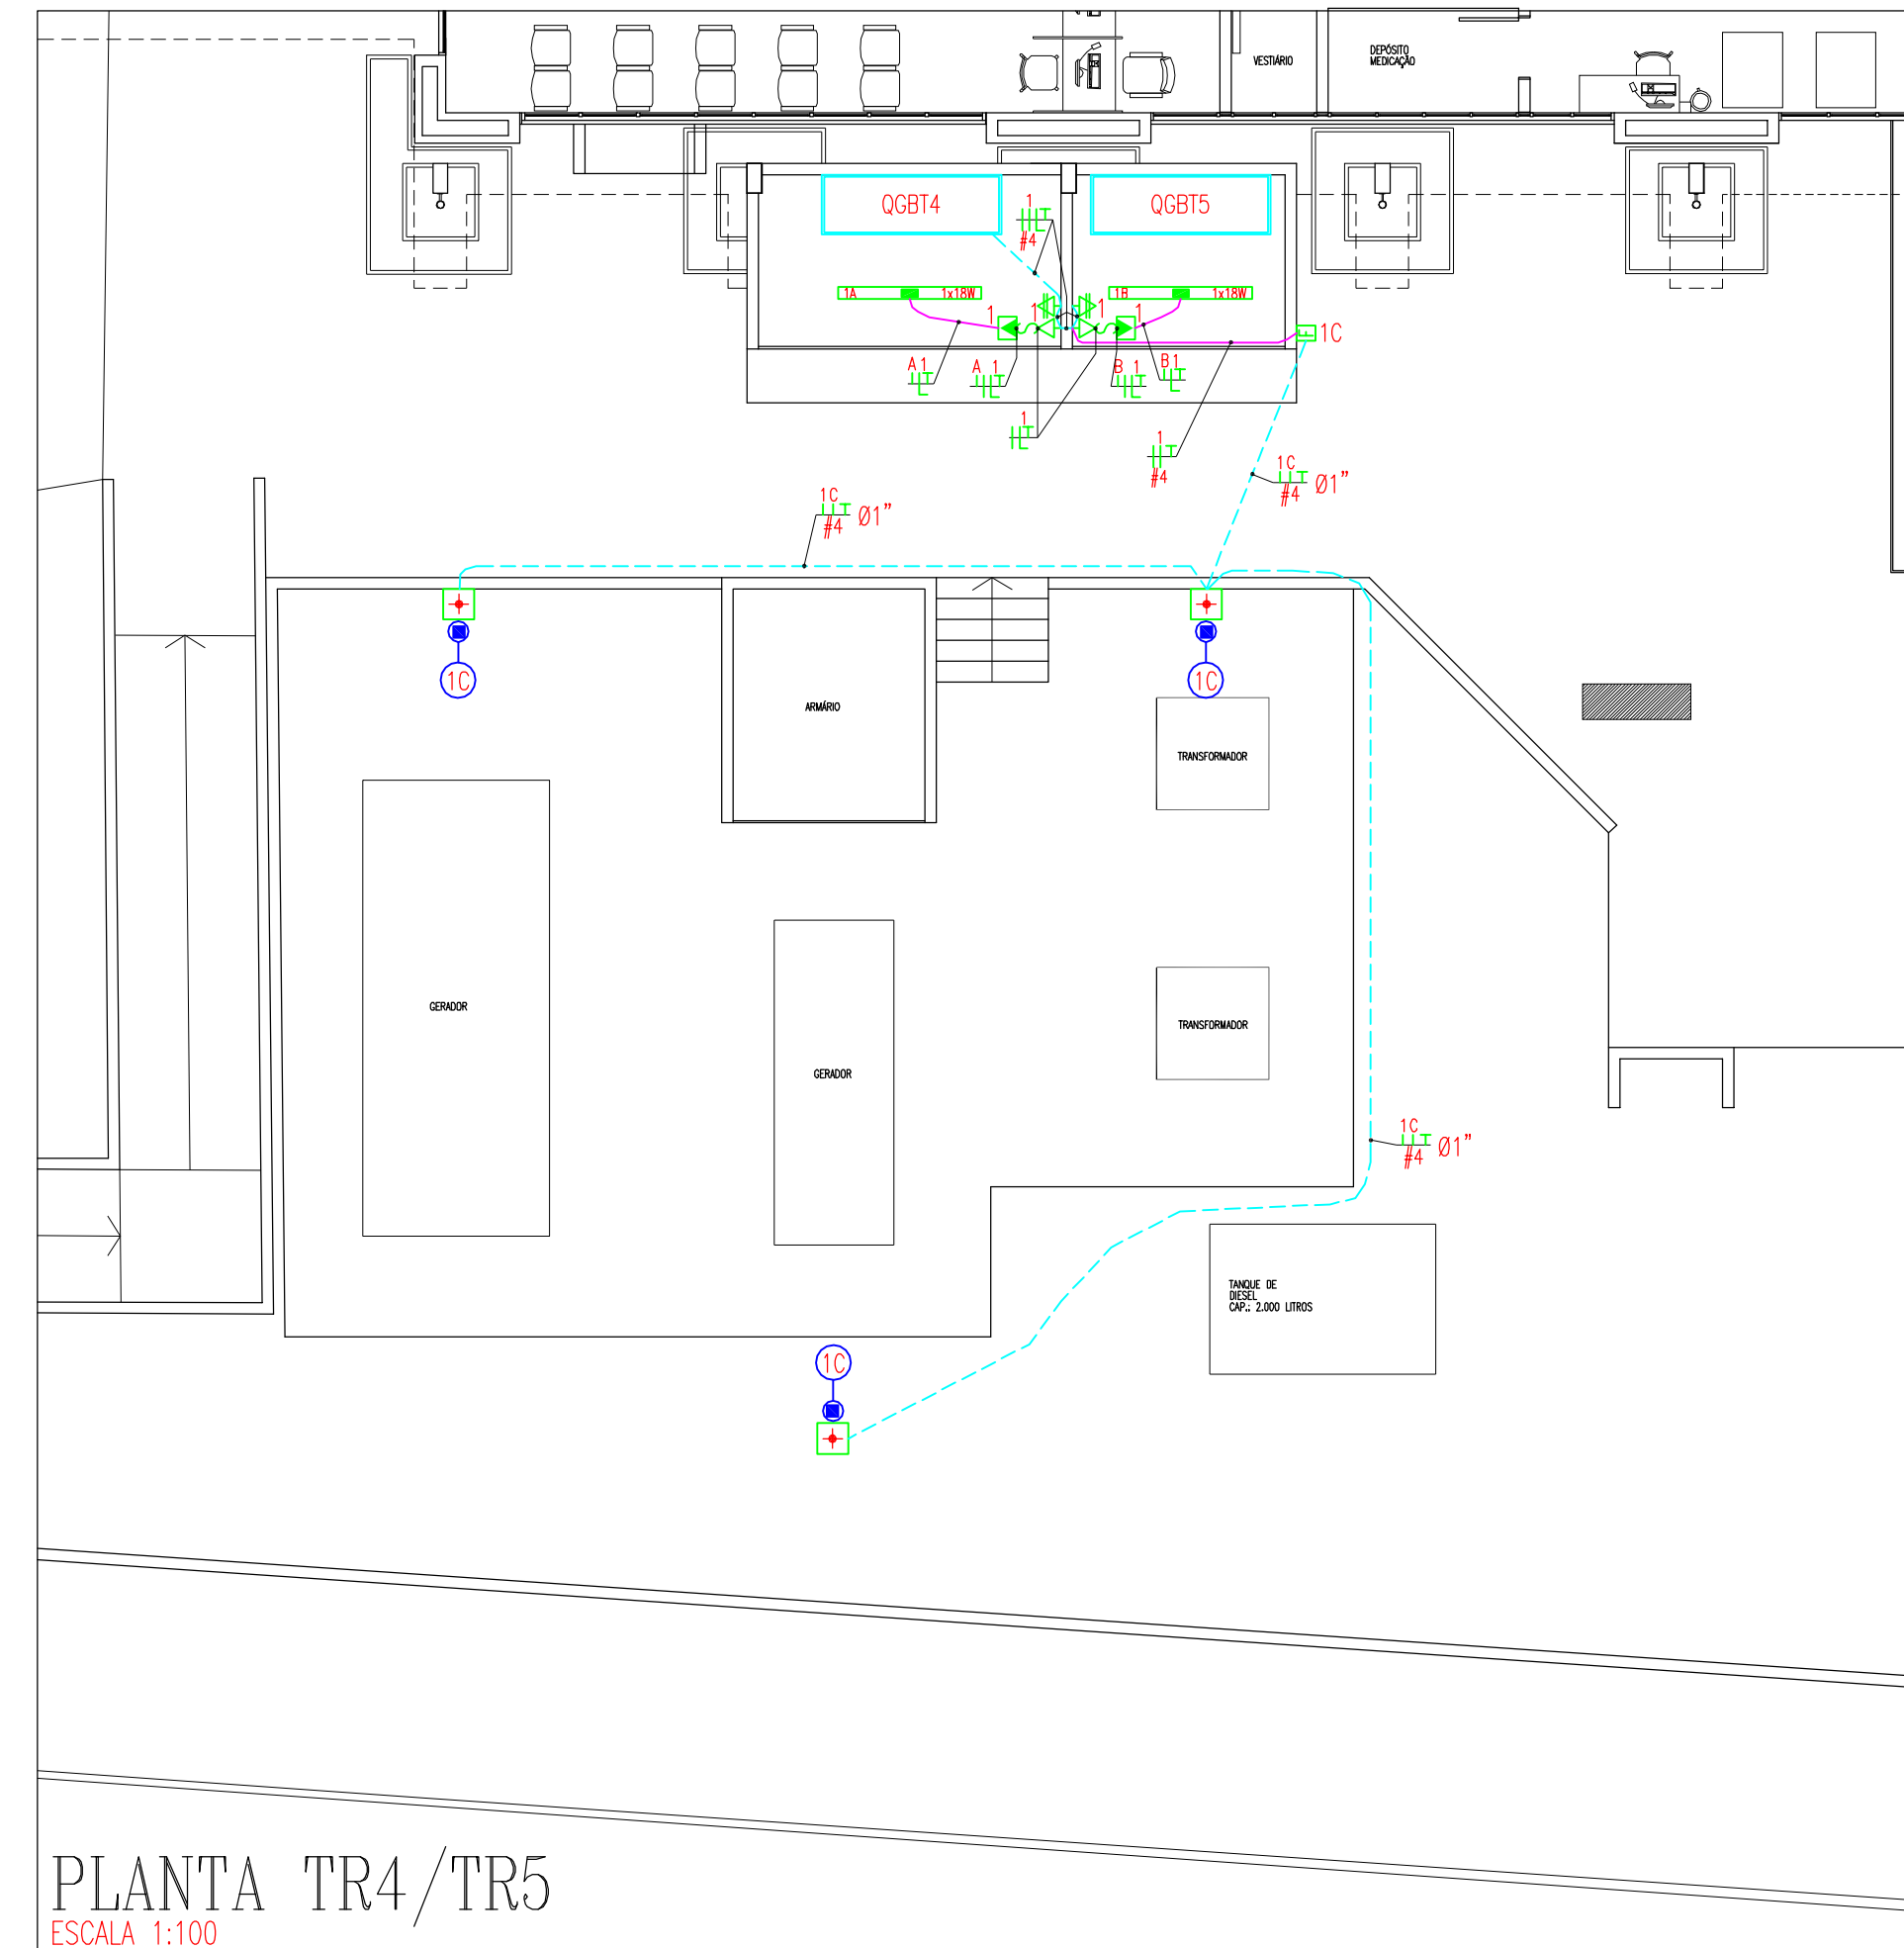 VESTIÁRIO
DEPÓSITO
MEDICAÇÃO
QGBT4
1
#4
QGBT5
1A 1x18W
1B 1x18W
1
1
1
1
1C
A 1
A 1
B 1
B 1
1
1
#4
1C
#4 Ø1"
1C
#4 Ø1"
1C
1C
ARMÁRIO
TRANSFORMADOR
GERADOR
TRANSFORMADOR
GERADOR
1C
#4 Ø1"
TANQUE DE
DIESEL
CAP.: 2.000 LITROS
1C
PLANTA TR4/TR5
ESCALA 1:100